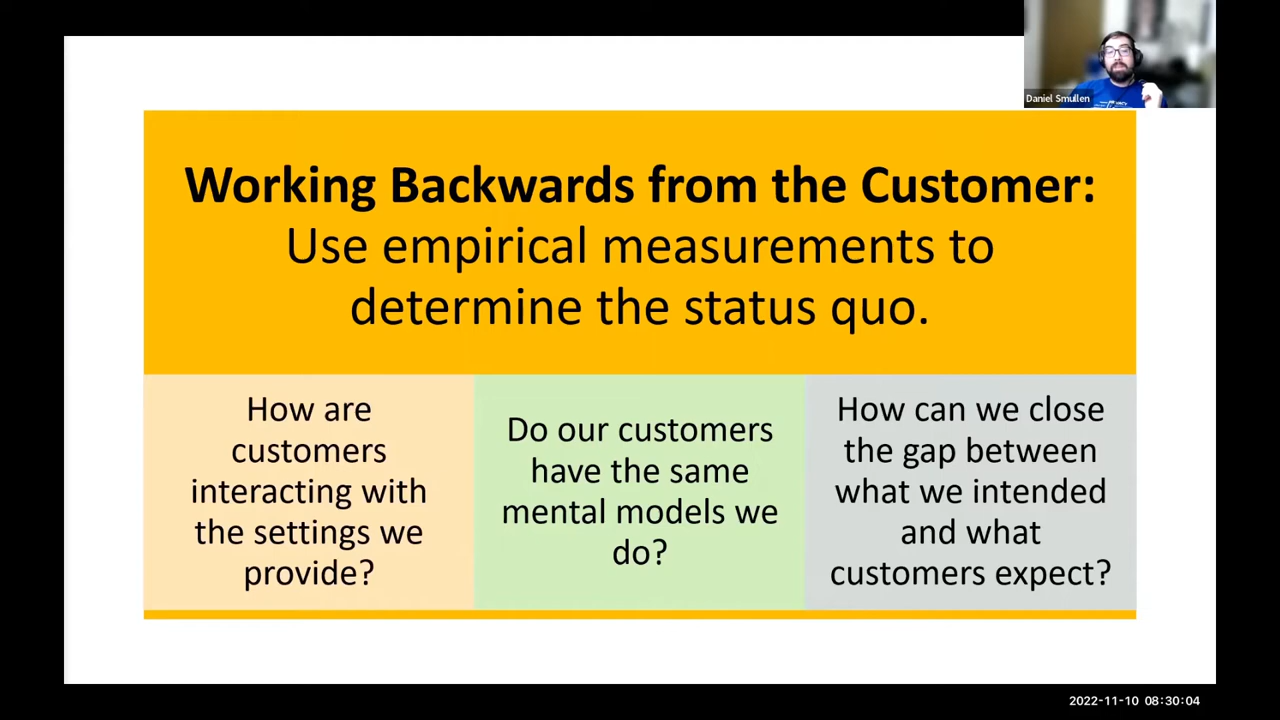 Daniel Smullen
Working Backwards from the Customer:
Use empirical measurements to
determine the status quo.
How are
customers
interacting with
the settings we
provide?
Do our customers
have the same
mental models we
do?
How can we close
the gap between
what we intended
and what
customers expect?
2022-11-10 08:30:04